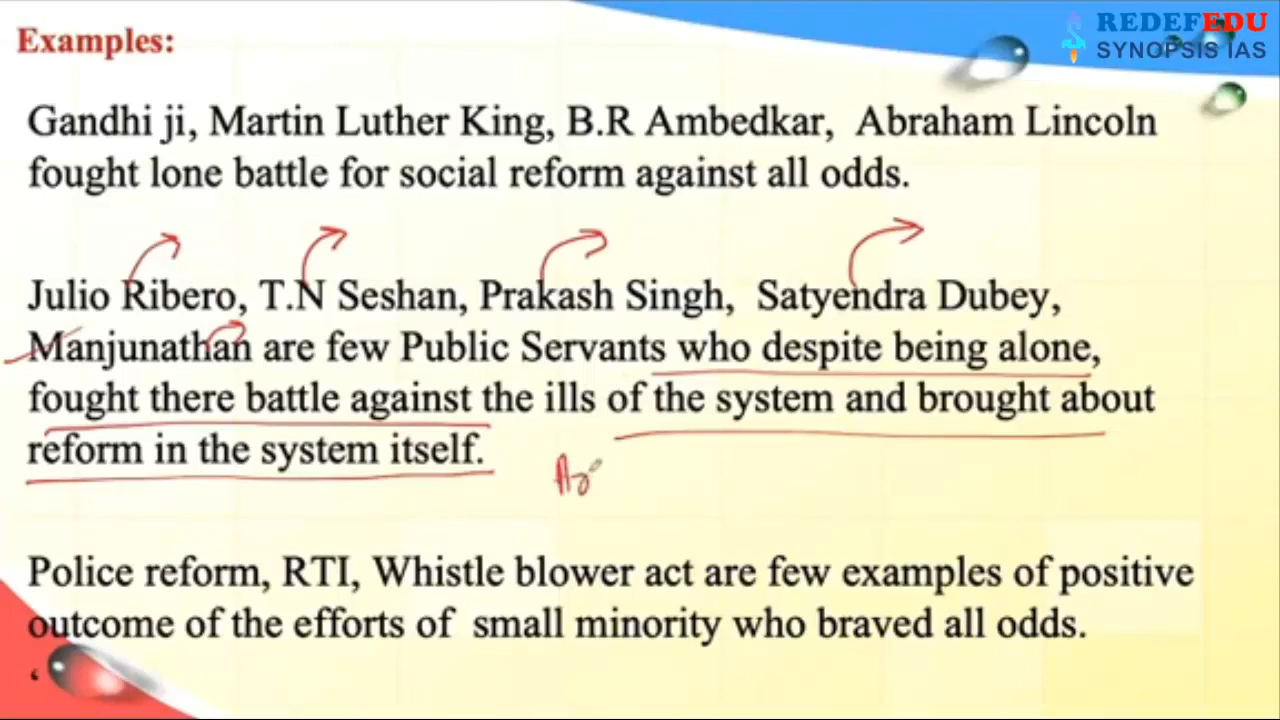 REDEFEDU
SYNOPSIS IAS
Examples:
Gandhi ji, Martin Luther King, B.R Ambedkar, Abraham Lincoln
fought lone battle for social reform against all odds.
Julio Ribero, T.N Seshan, Prakash Singh, Satyendra Dubey,
Manjunathan are few Public Servants who despite being alone,
fought there battle against the ills of the system and brought about
reform in the system itself.
Police reform, RTI, Whistle blower act are few examples of positive
outcome of the efforts of small minority who braved all odds.